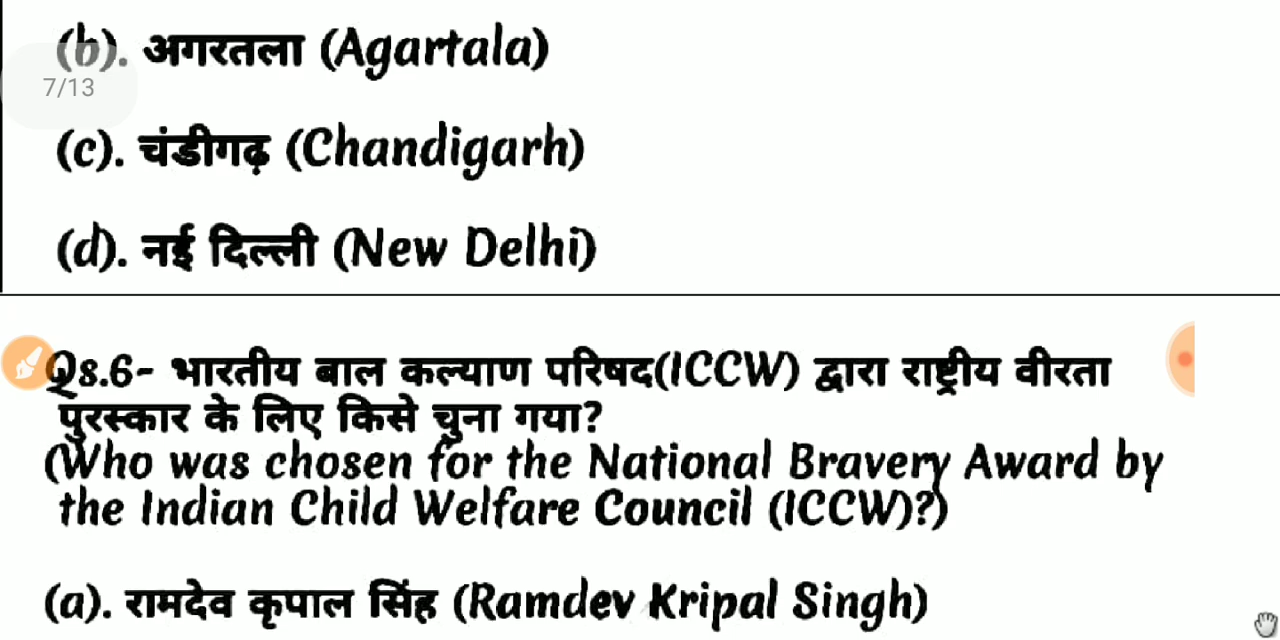 (b). अगरतला (Agartala)
7/13
(c). चंडीगढ़ (Chandigarh)
(d). नई दिल्ली (New Delhi)
Qs.6- भारतीय बाल कल्याण परिषद(ICCW) द्वारा राष्ट्रीय वीरता
पुरस्कार के लिए किसे चुना गया?
(Who was chosen for the National Bravery Award by
the Indian Child Welfare Council (ICCW)?)
(a). रामदेव कृपाल सिंह (Ramdev Kripal Singh)